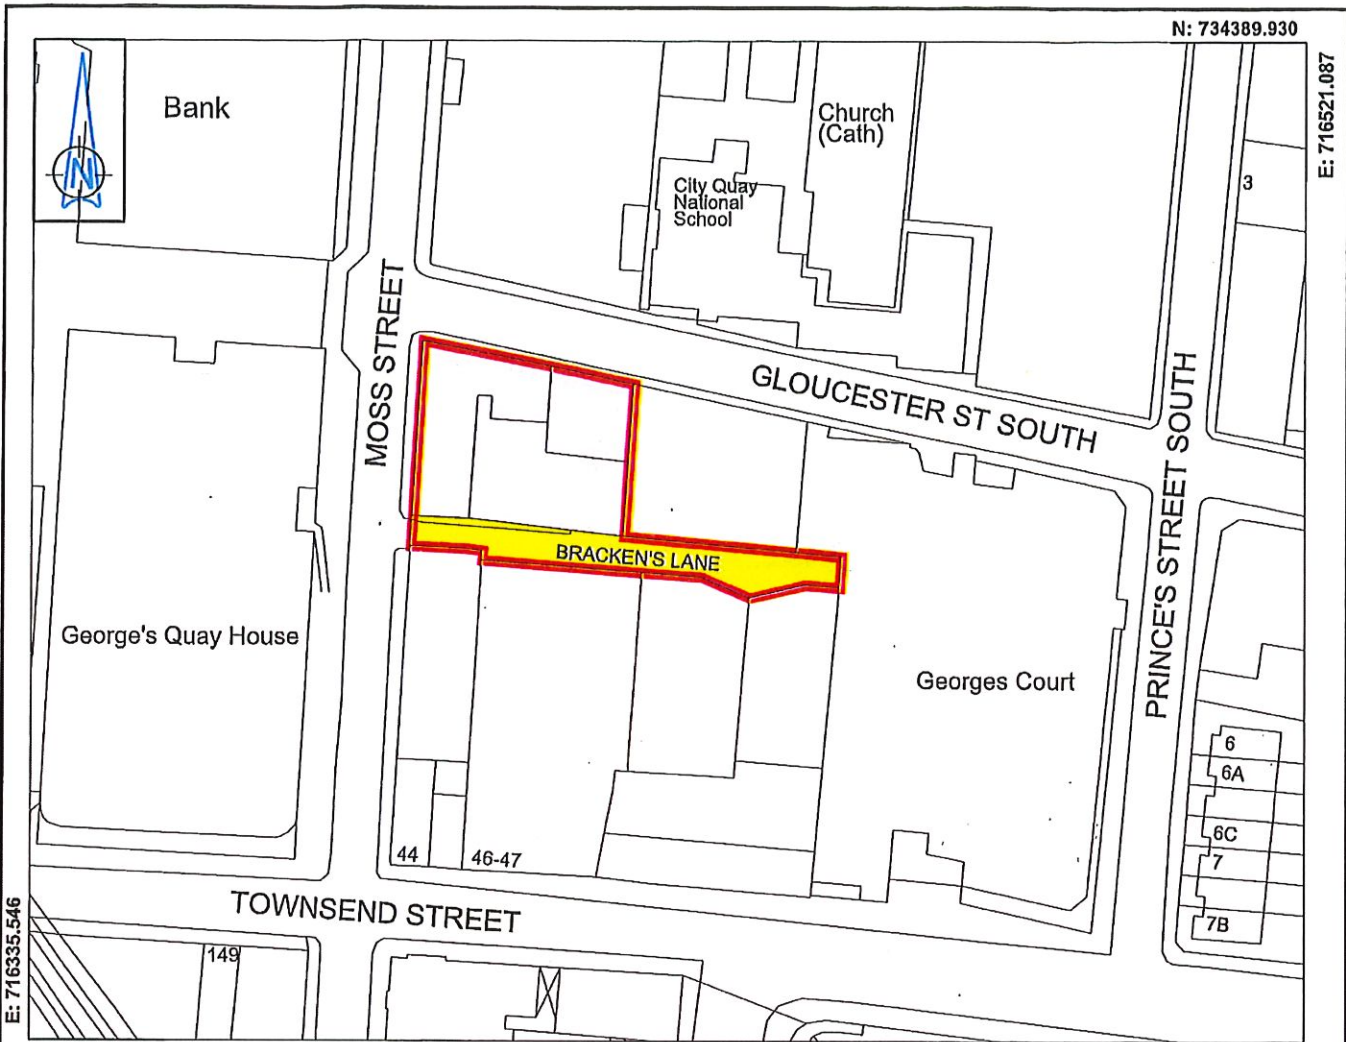 N: 734389.930
E: 716521.087
N
Bank
Church
(Cath)
City Quay
National
School
3
MOSS STREET
GLOUCESTER ST SOUTH
PRINCE'S STREET SOUTH
BRACKEN'S LANE
George's Quay House
Georges Court
6
6A
6C
7
7B
44
46-47
TOWNSEND STREET
149
E: 716335.546